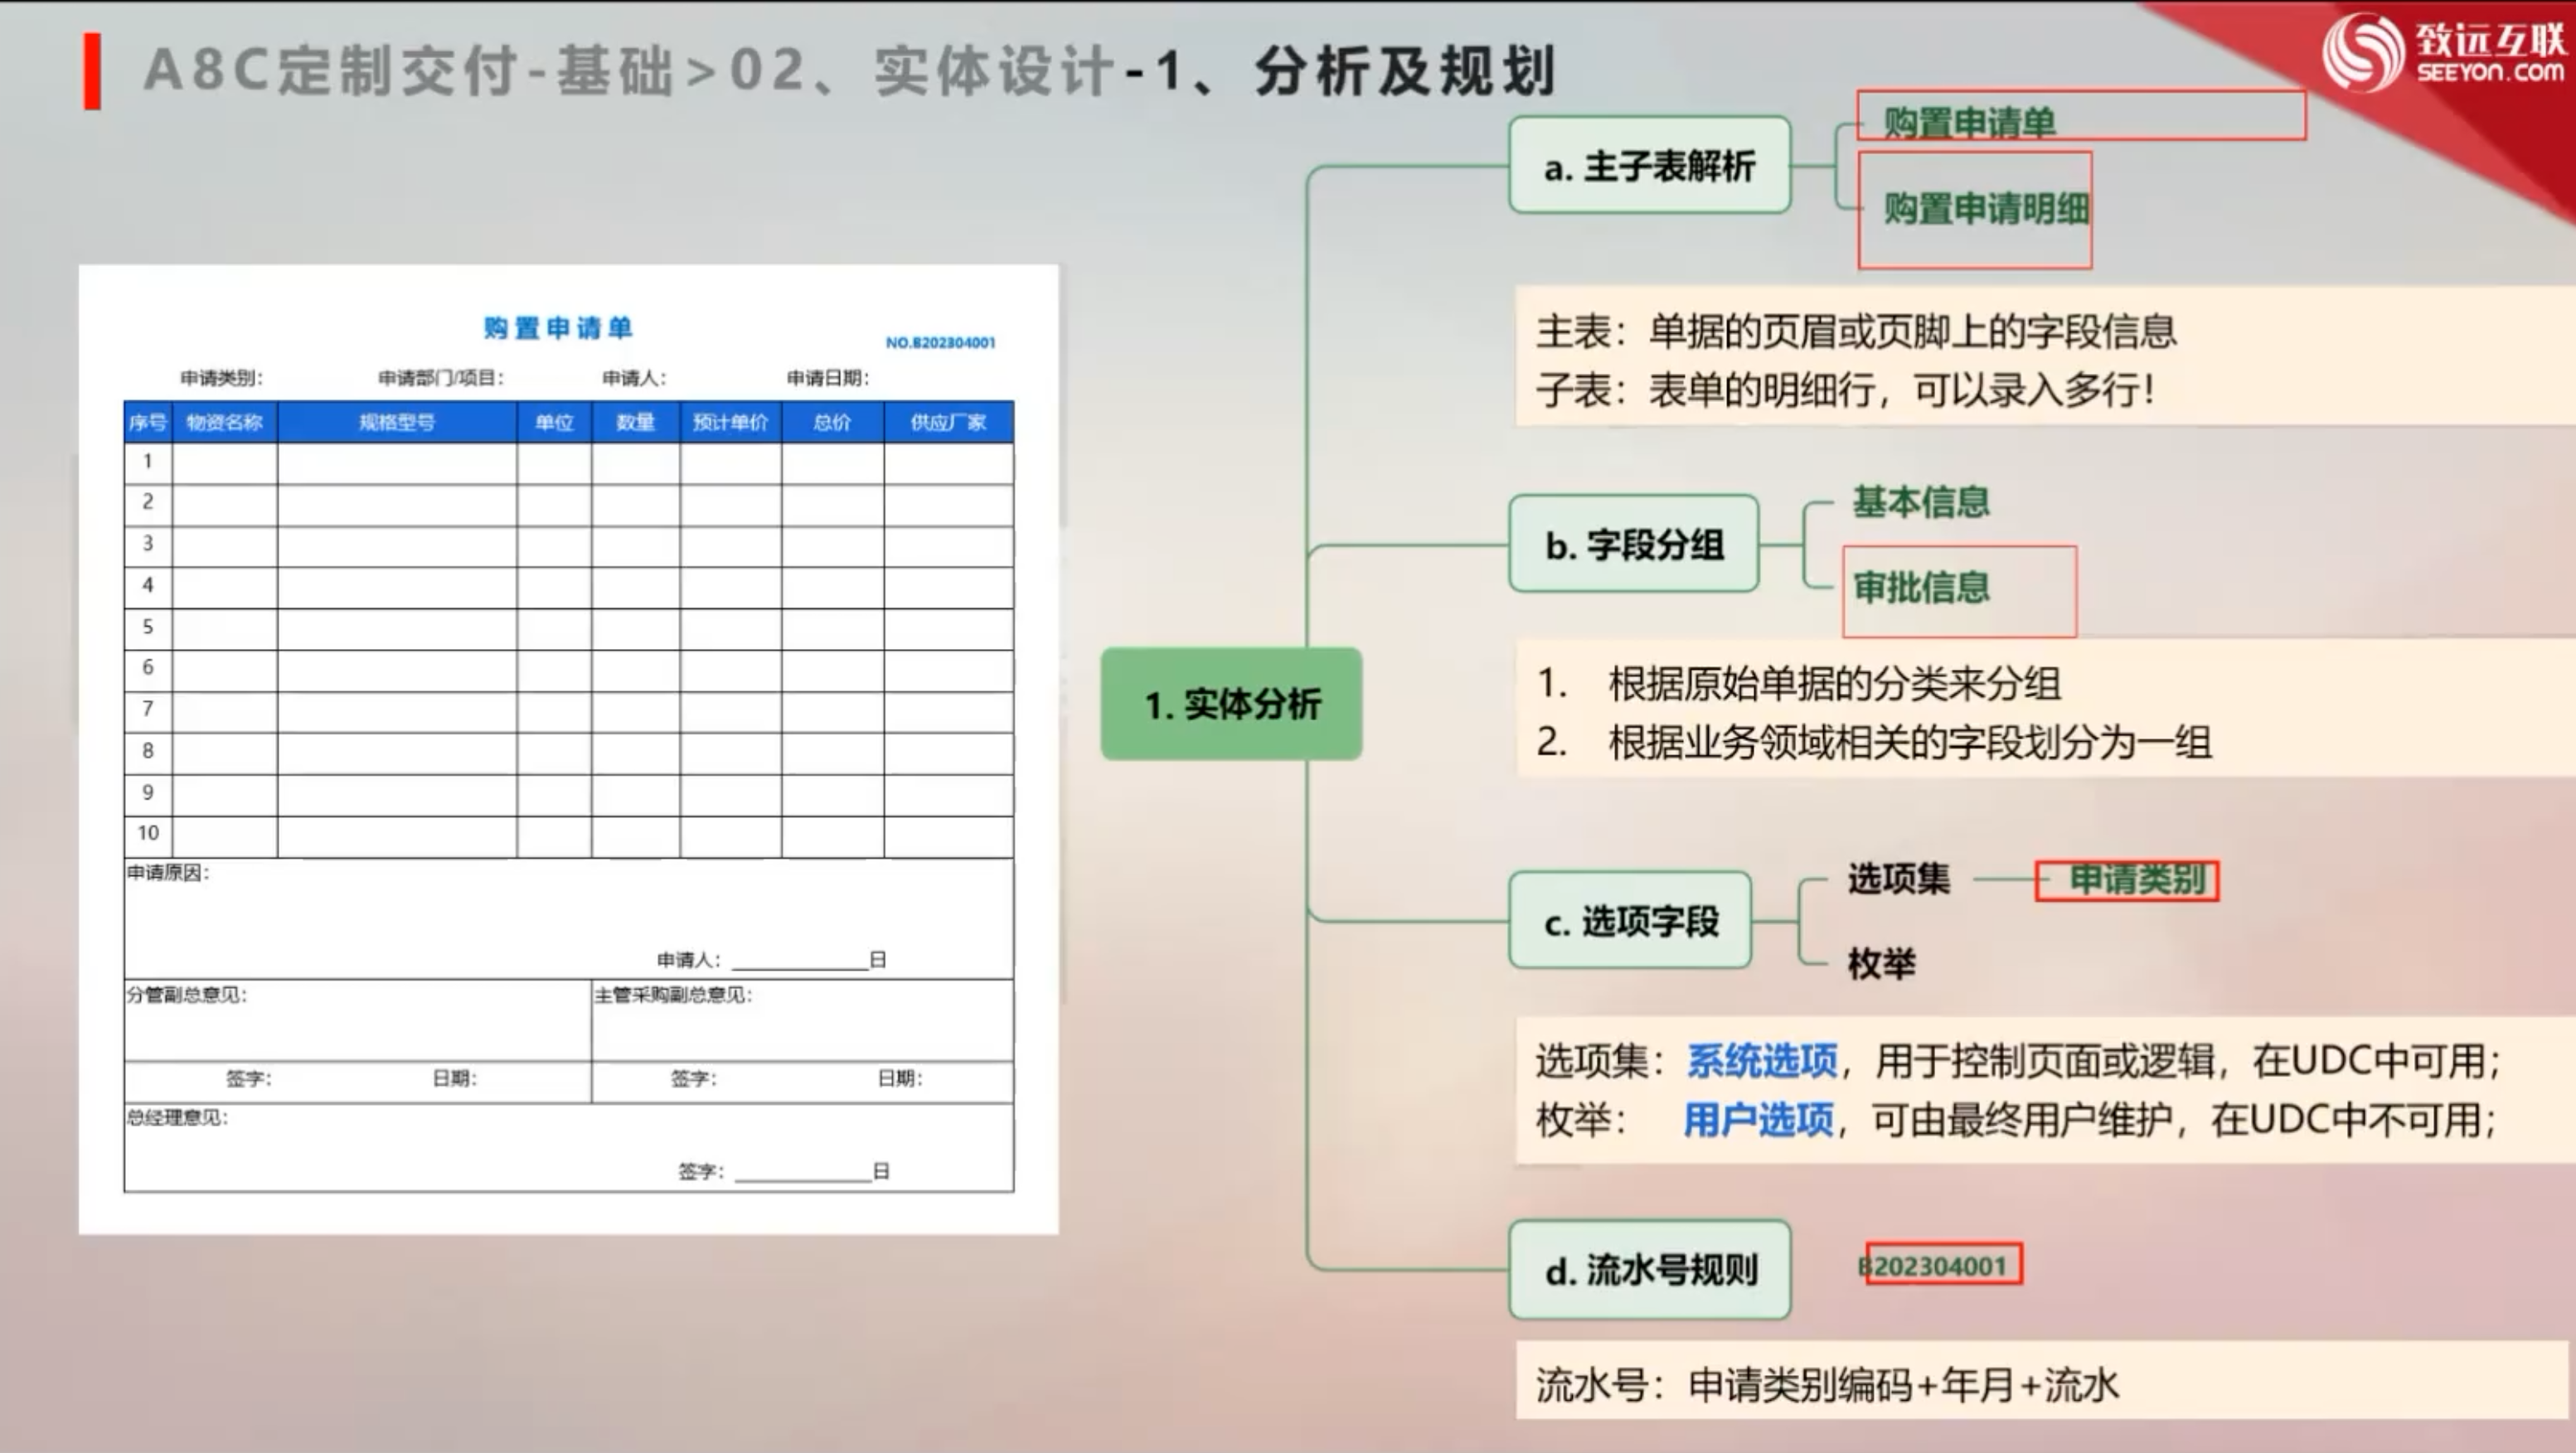 A8C定制交付-基础>02、实体设计-1、分析及规划
致远互联
SEEYON.COM
购置申请单
NO.B202304001
申请类别: 申请部门/项目: 申请人: 申请日期:
序号 物资名称 规格型号 单位 数量 预计单价 总价 供应厂家
1
2
3
4
5
6
7
8
9
10
申请原因:
申请人: ____________日
分管副总意见: 主管采购副总意见:
签字: 日期: 签字: 日期:
总经理意见:
签字: ____________日
1. 实体分析
a. 主子表解析
购置申请单
购置申请明细
主表：单据的页眉或页脚上的字段信息
子表：表单的明细行，可以录入多行！
b. 字段分组
基本信息
审批信息
1. 根据原始单据的分类来分组
2. 根据业务领域相关的字段划分为一组
c. 选项字段
选项集
申请类别
枚举
选项集：系统选项，用于控制页面或逻辑，在UDC中可用；
枚举： 用户选项，可由最终用户维护，在UDC中不可用；
d. 流水号规则
B202304001
流水号：申请类别编码+年月+流水